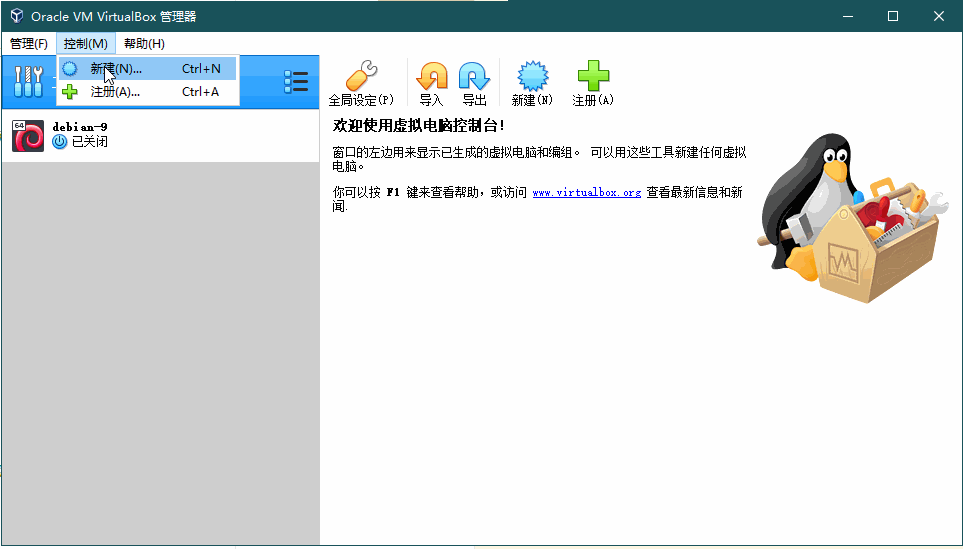 Oracle VM VirtualBox 管理器
管理(F) 控制(M) 帮助(H)
新建(N)... Ctrl+N
注册(A)... Ctrl+A
全局设定(P) 导入 导出 新建(N) 注册(A)
64
debian-9
已关闭
欢迎使用虚拟电脑控制台!
窗口的左边用来显示已生成的虚拟电脑和编组。 可以用这些工具新建任何虚拟
电脑。
你可以按 F1 键来查看帮助，或访问 www.virtualbox.org 查看最新信息和新
闻.